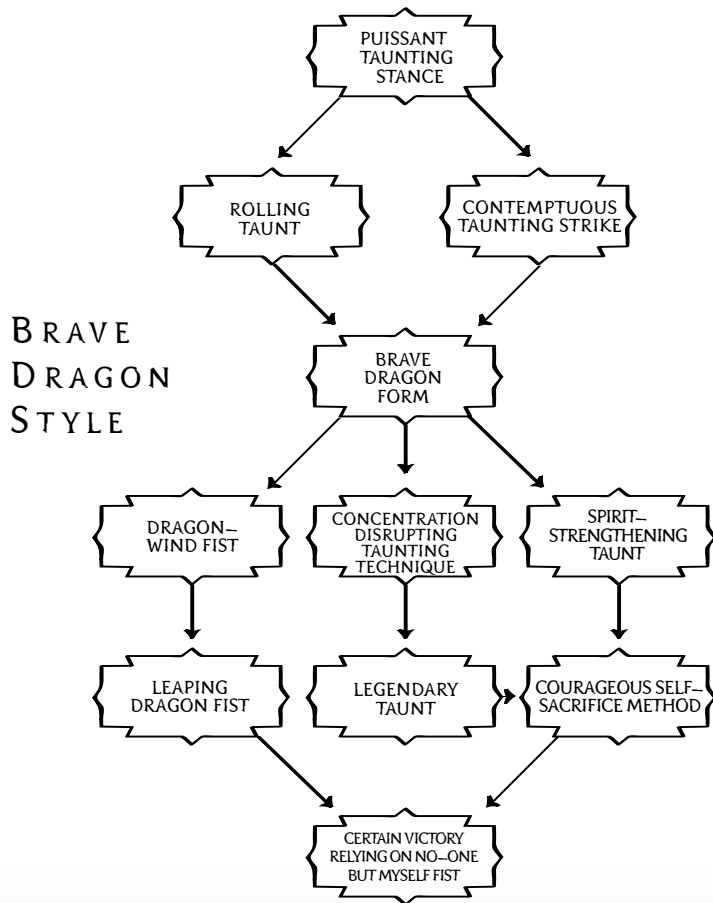 PUISSANT
TAUNTING
STANCE
ROLLING
TAUNT
CONTEMPTUOUS
TAUNTING STRIKE
BRAVE
DRAGON
STYLE
BRAVE
DRAGON
FORM
DRAGON–
WIND FIST
CONCENTRATION
DISRUPTING
TAUNTING
TECHNIQUE
SPIRIT–
STRENGTHENING
TAUNT
LEAPING
DRAGON FIST
LEGENDARY
TAUNT
COURAGEOUS SELF–
SACRIFICE METHOD
CERTAIN VICTORY
RELYING ON NO–ONE
BUT MYSELF FIST